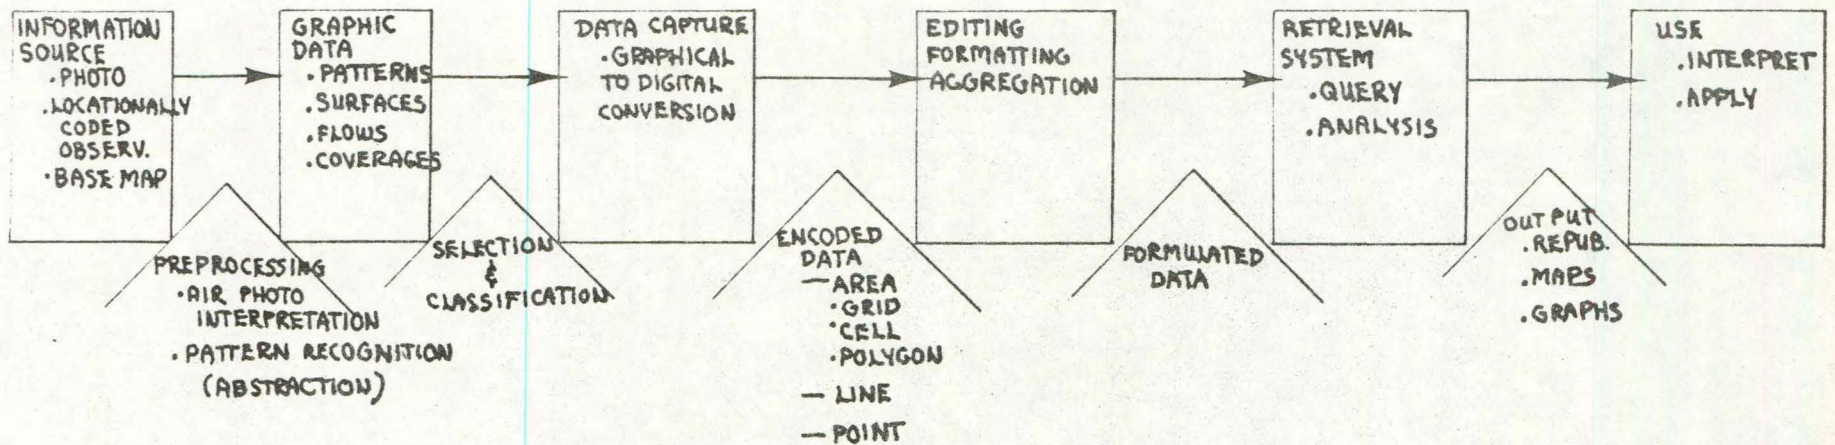 INFORMATION
SOURCE
. PHOTO
. LOCATIONALLY
CODED
OBSERV.
. BASE MAP
PREPROCESSING
. AIR PHOTO
INTERPRETATION
. PATTERN RECOGNITION
(ABSTRACTION)
GRAPHIC
DATA
. PATTERNS
. SURFACES
. FLOWS
. COVERAGES
SELECTION
&
CLASSIFICATION
DATA CAPTURE
. GRAPHICAL
TO DIGITAL
CONVERSION
ENCODED
DATA
— AREA
. GRID
. CELL
. POLYGON
— LINE
— POINT
EDITING
FORMATTING
AGGREGATION
FORMULATED
DATA
RETRIEVAL
SYSTEM
. QUERY
. ANALYSIS
OUTPUT
. REPUB.
. MAPS
. GRAPHS
USE
. INTERPRET
. APPLY